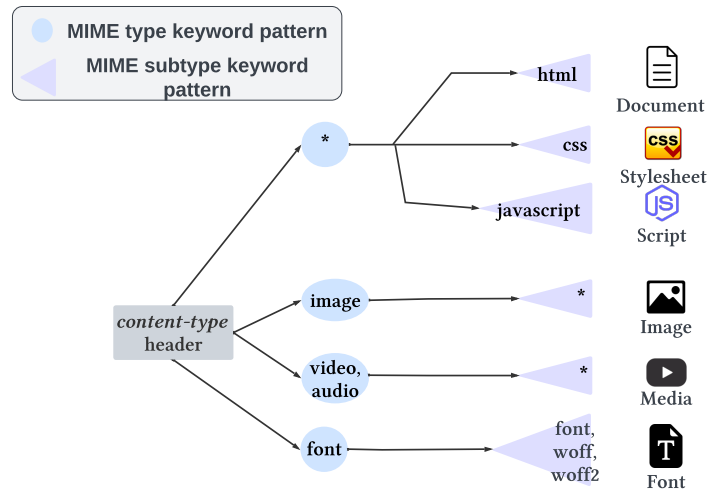 MIME type keyword pattern
MIME subtype keyword
pattern
html
Document
*
css
css
Stylesheet
JS
javascript
Script
content-type
header
image
*
Image
video,
audio
*
Media
font
font,
woff,
woff2
T
Font